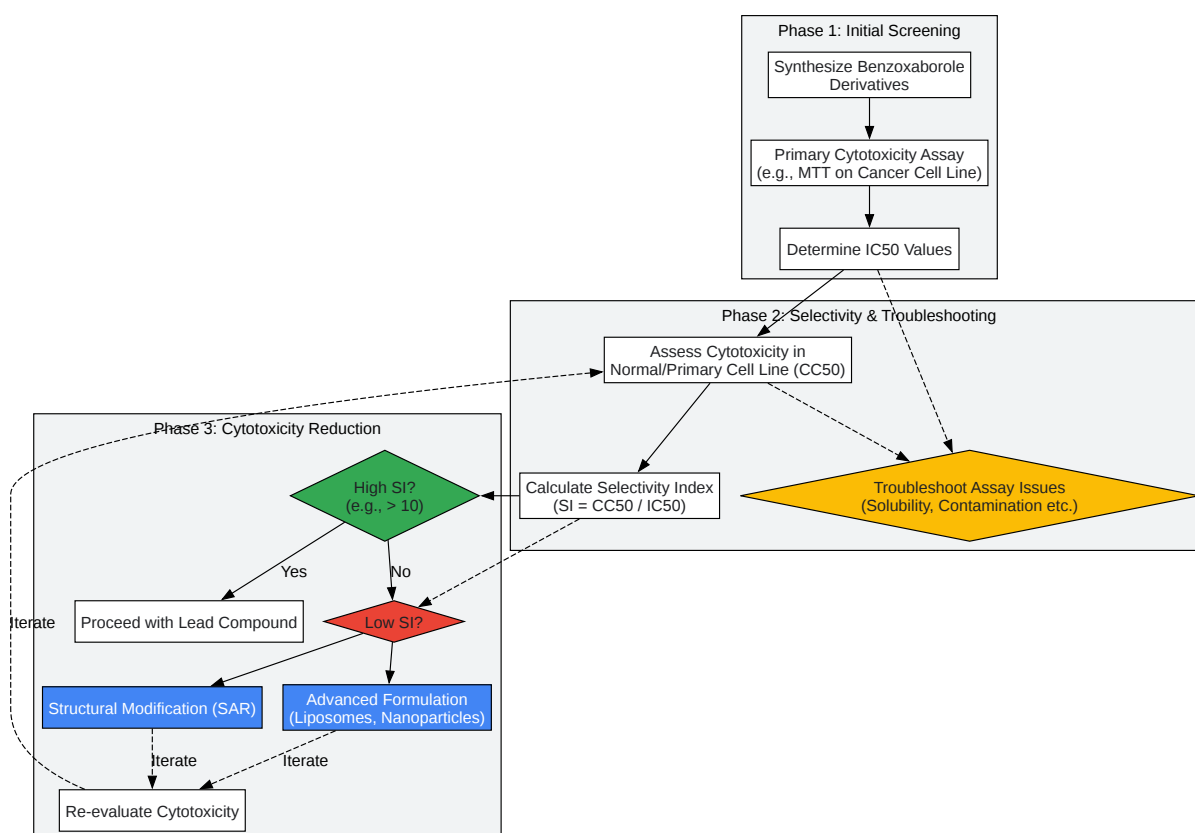 Phase 1: Initial Screening
Synthesize Benzoxaborole
Derivatives
Primary Cytotoxicity Assay
(e.g., MTT on Cancer Cell Line)
Determine IC50 Values
Phase 2: Selectivity & Troubleshooting
Assess Cytotoxicity in
Normal/Primary Cell Line (CC50)
Calculate Selectivity Index
(SI = CC50 / IC50)
Troubleshoot Assay Issues
(Solubility, Contamination etc.)
Phase 3: Cytotoxicity Reduction
High SI?
(e.g., > 10)
Yes
No
Proceed with Lead Compound
Low SI?
Iterate
Structural Modification (SAR)
Advanced Formulation
(Liposomes, Nanoparticles)
Iterate
Iterate
Re-evaluate Cytotoxicity